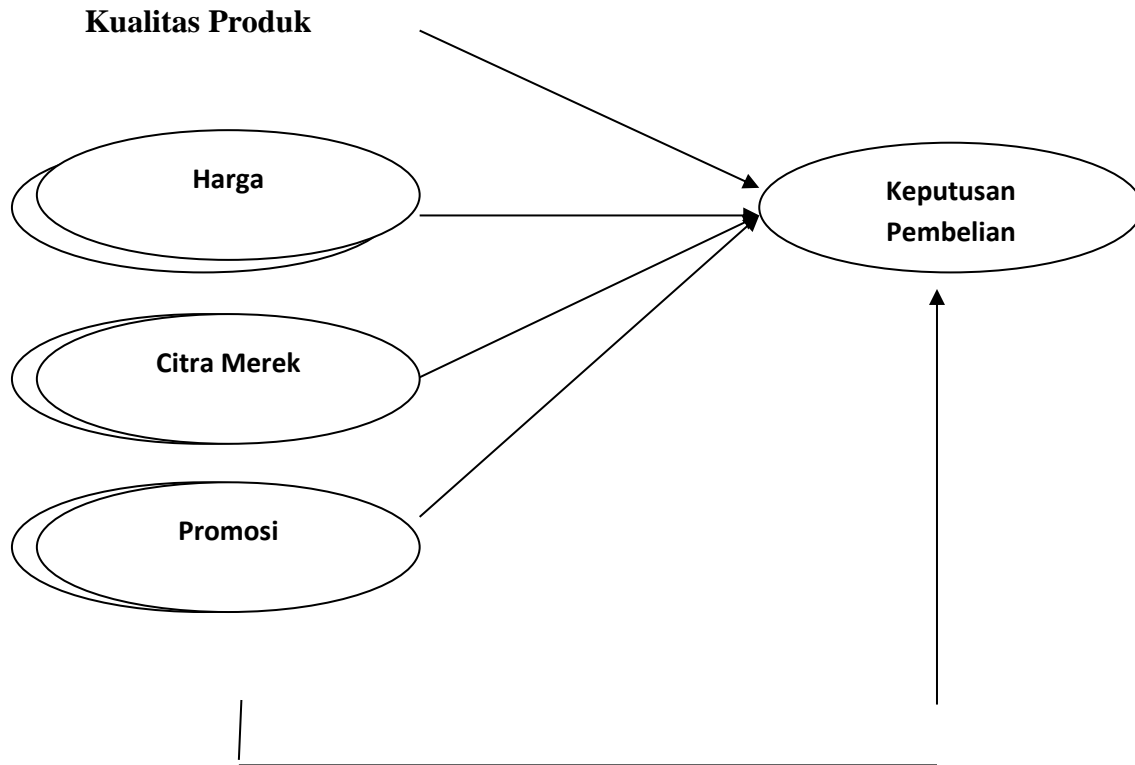 Kualitas Produk
Harga
Keputusan
Pembelian
Citra Merek
Promosi